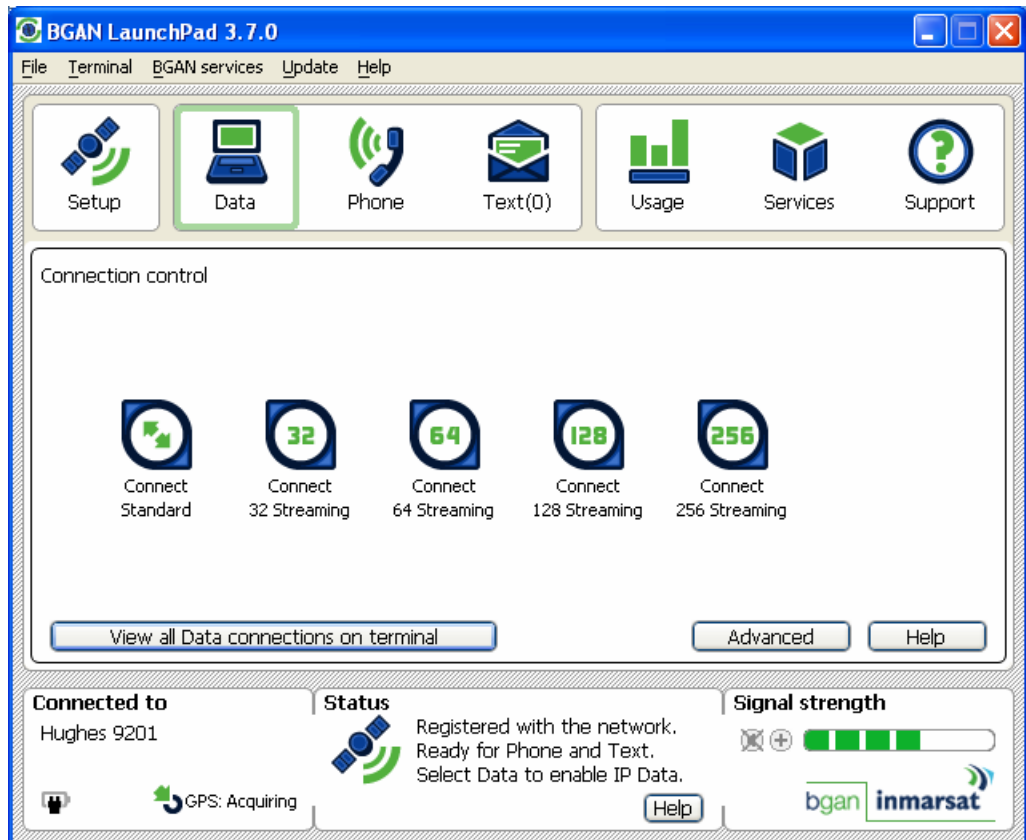 BGAN LaunchPad 3.7.0
File Terminal BGAN services Update Help
Setup Data Phone Text(0) Usage Services Support
Connection control
32 64 128 256
Connect Connect Connect Connect Connect
Standard 32 Streaming 64 Streaming 128 Streaming 256 Streaming
View all Data connections on terminal Advanced Help
Connected to
Hughes 9201
GPS: Acquiring
Status
Registered with the network.
Ready for Phone and Text.
Select Data to enable IP Data.
Help
Signal strength
bgan inmarsat